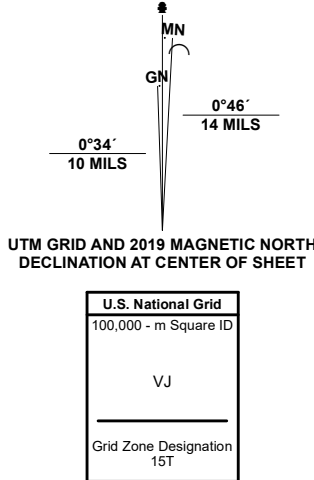 MN
GN
0°46´
14 MILS
0°34´
10 MILS
UTM GRID AND 2019 MAGNETIC NORTH
DECLINATION AT CENTER OF SHEET
U.S. National Grid
100,000 - m Square ID
VJ
Grid Zone Designation
15T